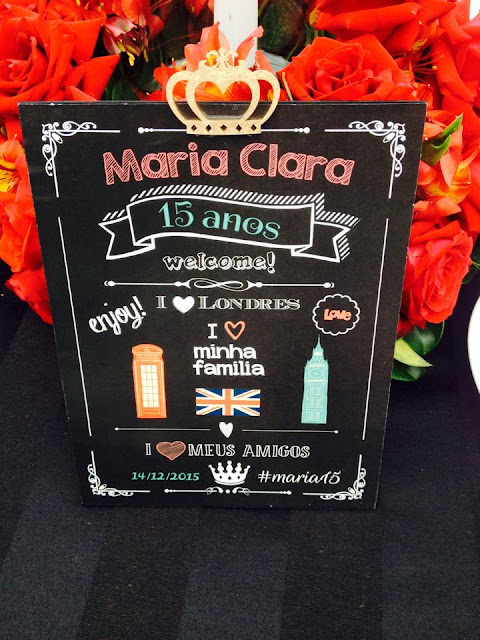 Maria Clara
15 anos
welcome!
I LONDRES
enjoy!
LOVE
I
minha
familia
I MEUS AMIGOS
14/12/2015 #maria15